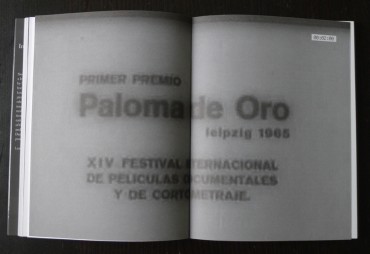 PRIMER PREMIO
Paloma de Oro
leipzig 1965
XIV FESTIVAL INTERNACIONAL
DE PELICULAS DOCUMENTALES
Y DE CORTOMETRAJE.